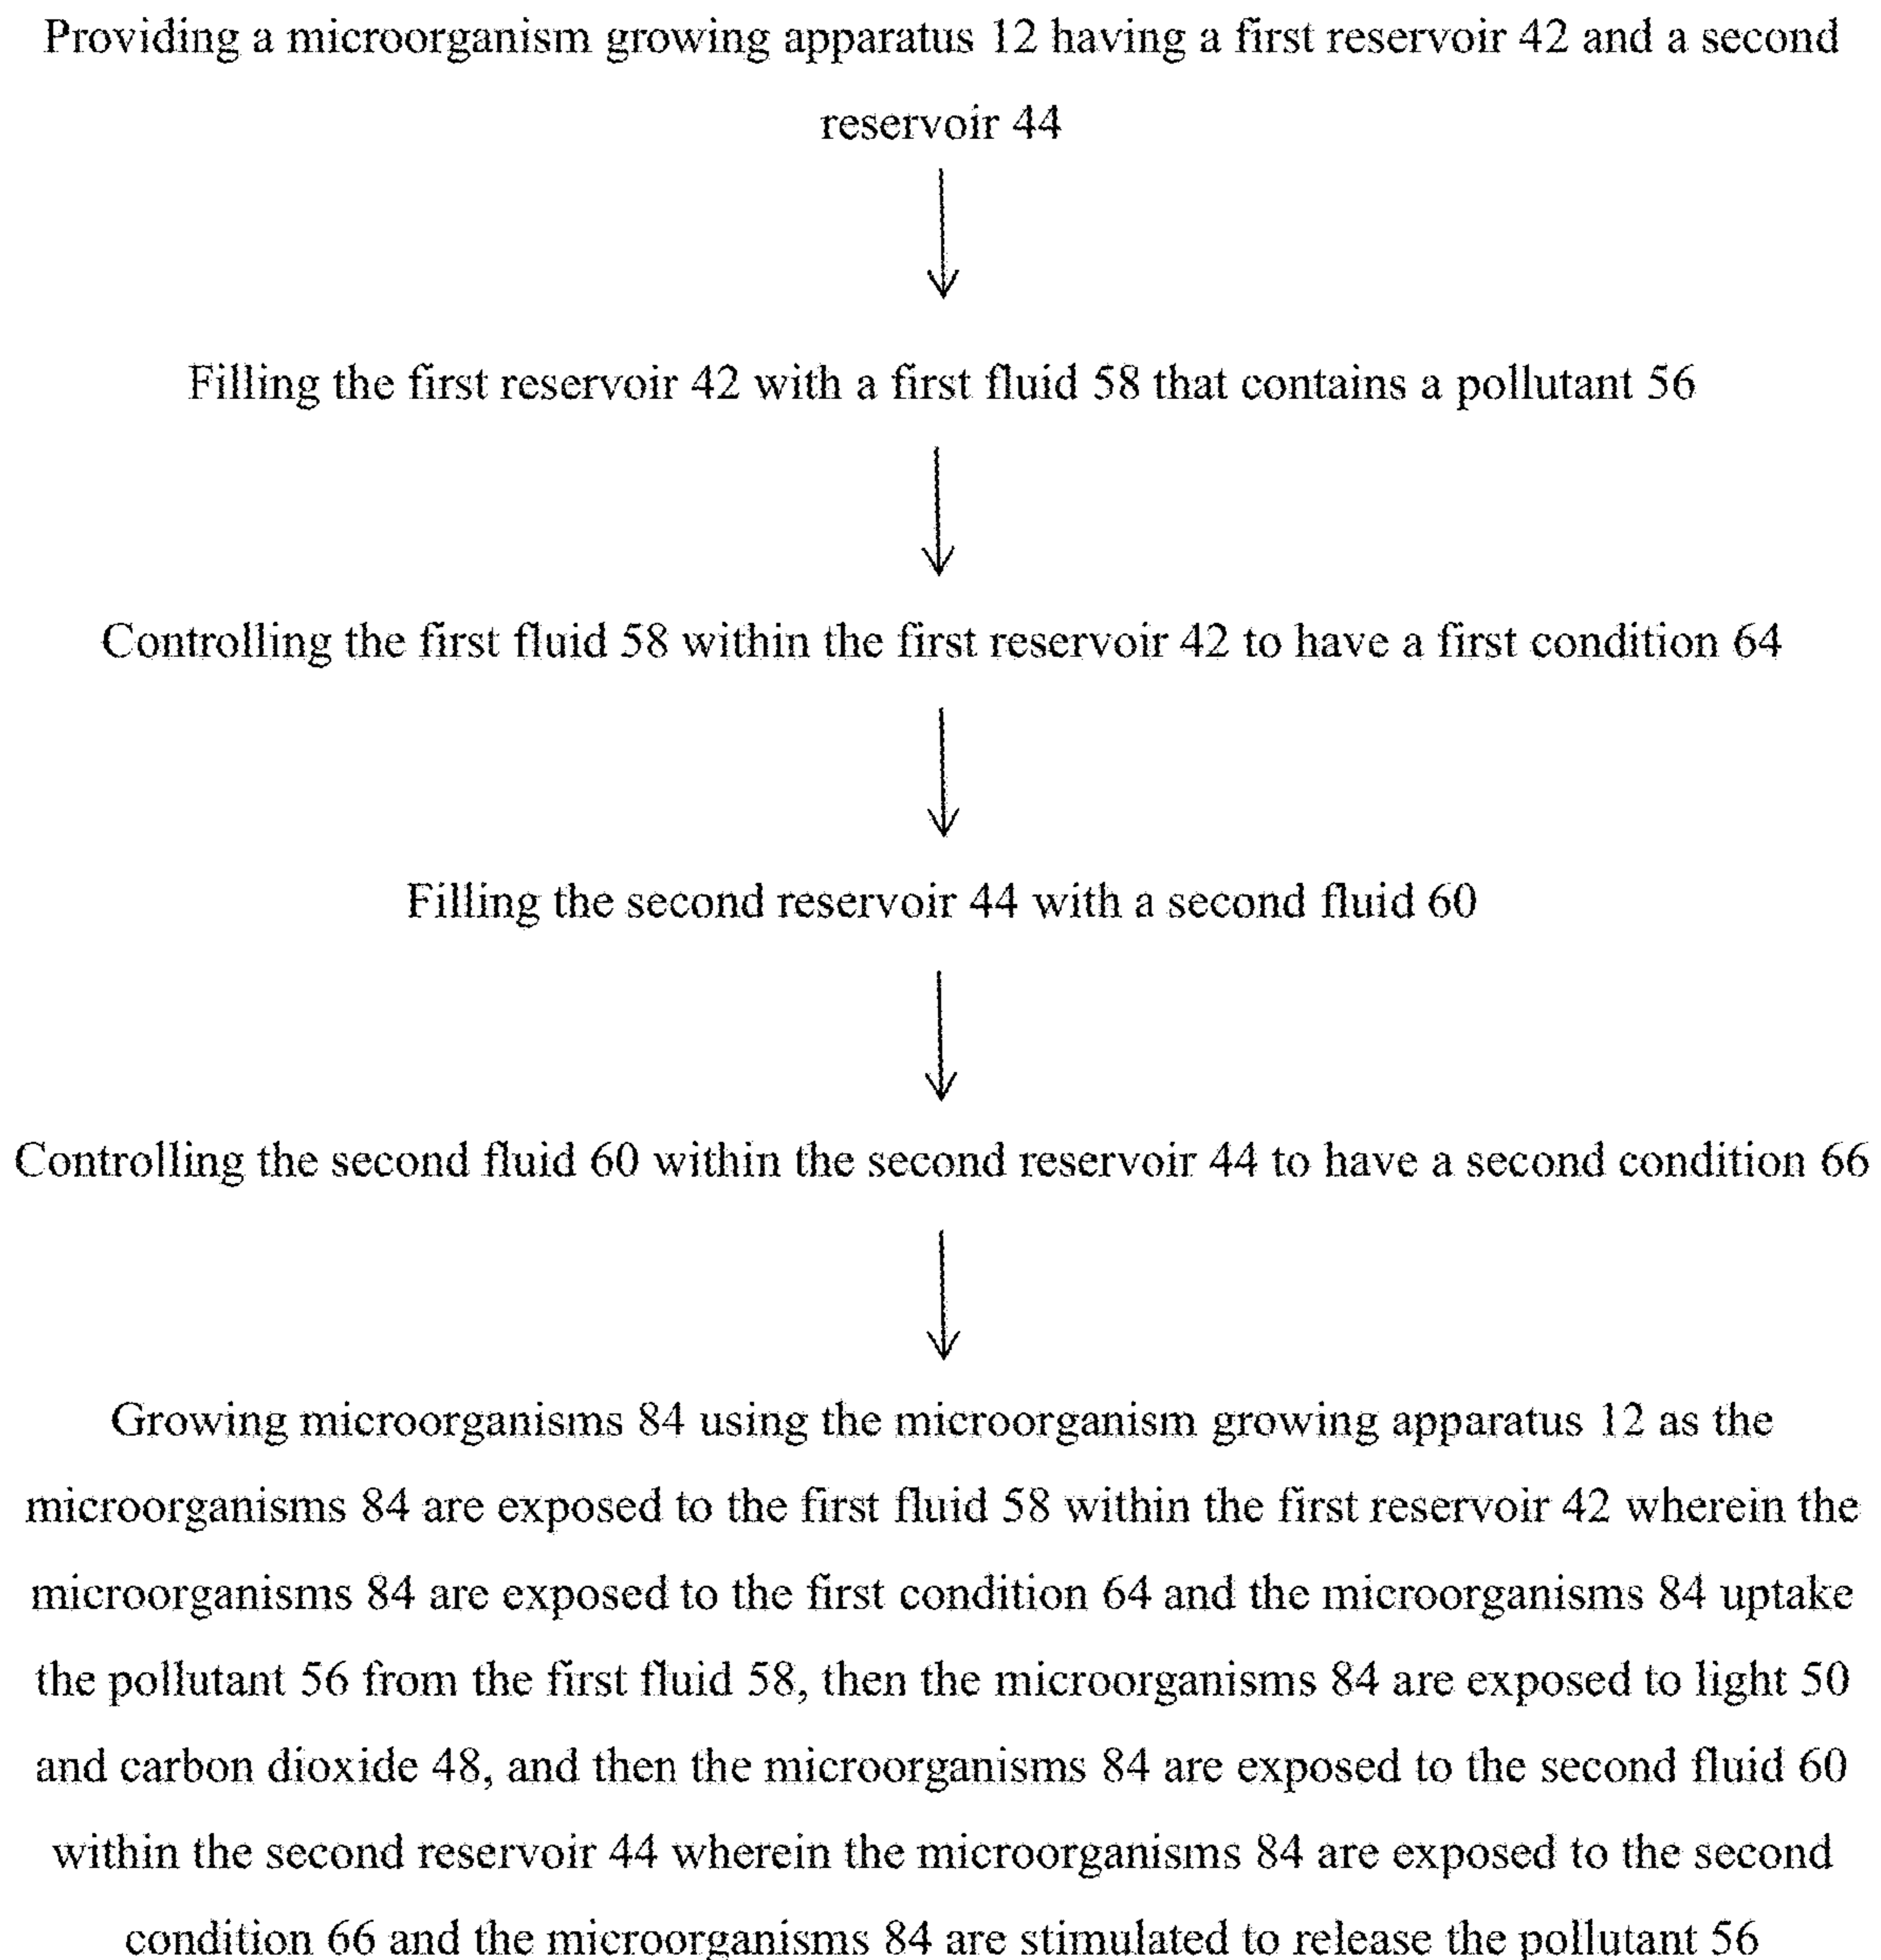 Providing a microorganism growing apparatus 12 having a first reservoir 42 and a second
reservoir 44
Filling the first reservoir 42 with a first fluid 58 that contains a pollutant 56
Controlling the first fluid 58 within the first reservoir 42 to have a first condition 64
Filling the second reservoir 44 with a second fluid 60
Controlling the second fluid 60 within the second reservoir 44 to have a second condition 66
Growing microorganisms 84 using the microorganism growing apparatus 12 as the
microorganisms 84 are exposed to the first fluid 58 within the first reservoir 42 wherein the
microorganisms 84 are exposed to the first condition 64 and the microorganisms 84 uptake
the pollutant 56 from the first fluid 58, then the microorganisms 84 are exposed to light 50
and carbon dioxide 48, and then the microorganisms 84 are exposed to the second fluid 60
within the second reservoir 44 wherein the microorganisms 84 are exposed to the second
condition 66 and the microorganisms 84 are stimulated to release the pollutant 56